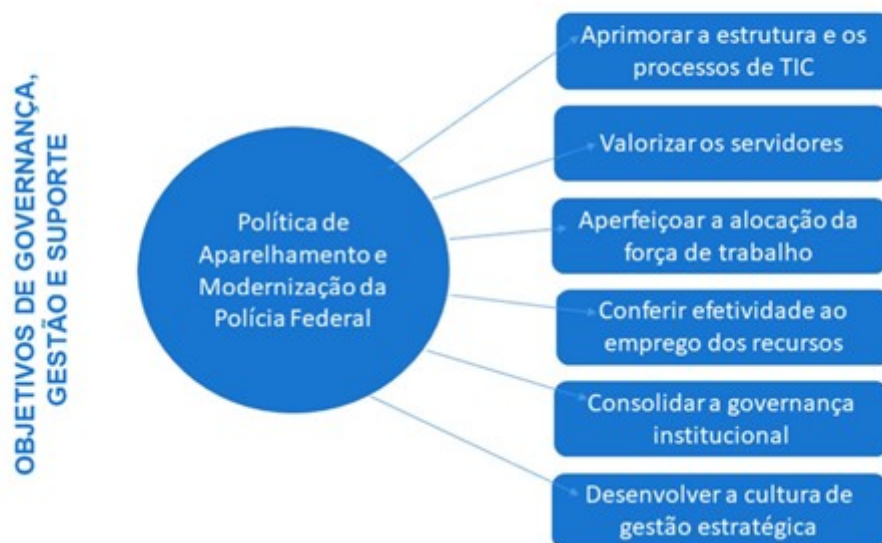 OBJETIVOS DE GOVERNANÇA,
GESTÃO E SUPORTE
Política de
Aparelhamento e
Modernização da
Polícia Federal
Aprimorar a estrutura e os
processos de TIC
Valorizar os servidores
Aperfeiçoar a alocação da
força de trabalho
Conferir efetividade ao
emprego dos recursos
Consolidar a governança
institucional
Desenvolver a cultura de
gestão estratégica